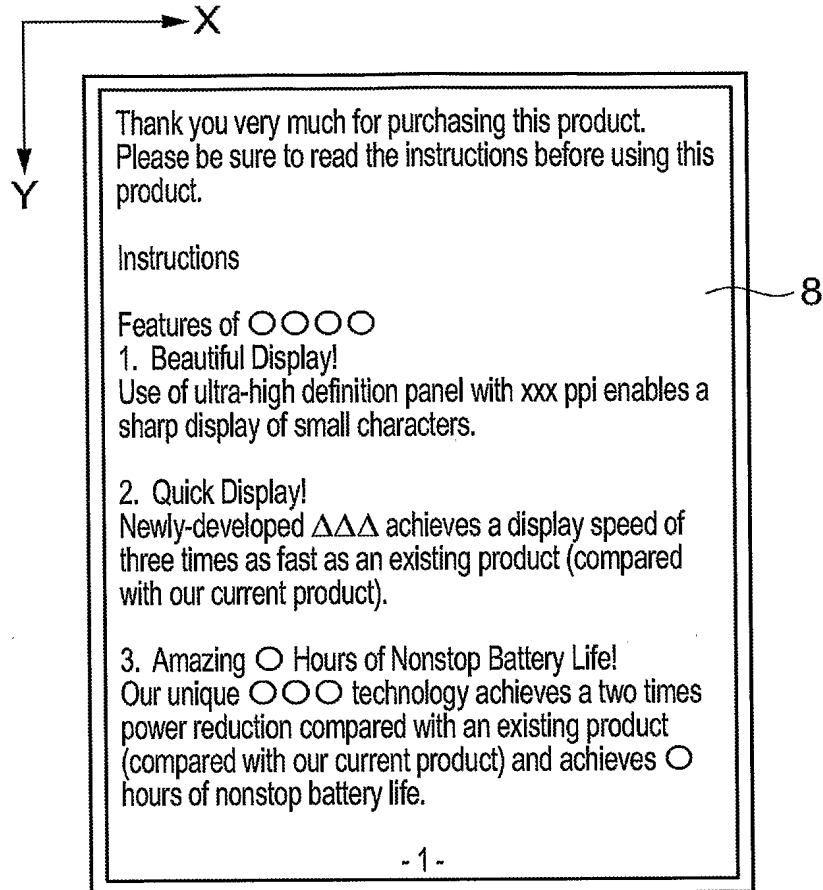 X
Y
Thank you very much for purchasing this product.
Please be sure to read the instructions before using this
product.
Instructions
8
Features of ○○○○
1. Beautiful Display!
Use of ultra-high definition panel with xxx ppi enables a
sharp display of small characters.
2. Quick Display!
Newly-developed ΔΔΔ achieves a display speed of
three times as fast as an existing product (compared
with our current product).
3. Amazing ○ Hours of Nonstop Battery Life!
Our unique ○○○ technology achieves a two times
power reduction compared with an existing product
(compared with our current product) and achieves ○
hours of nonstop battery life.
- 1 -